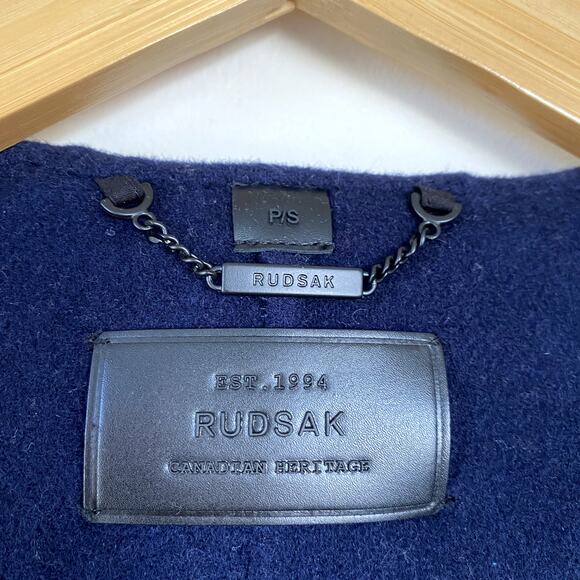 P/S
RUDSAK
EST.1994
RUDSAK
CANADIAN HERITAGE